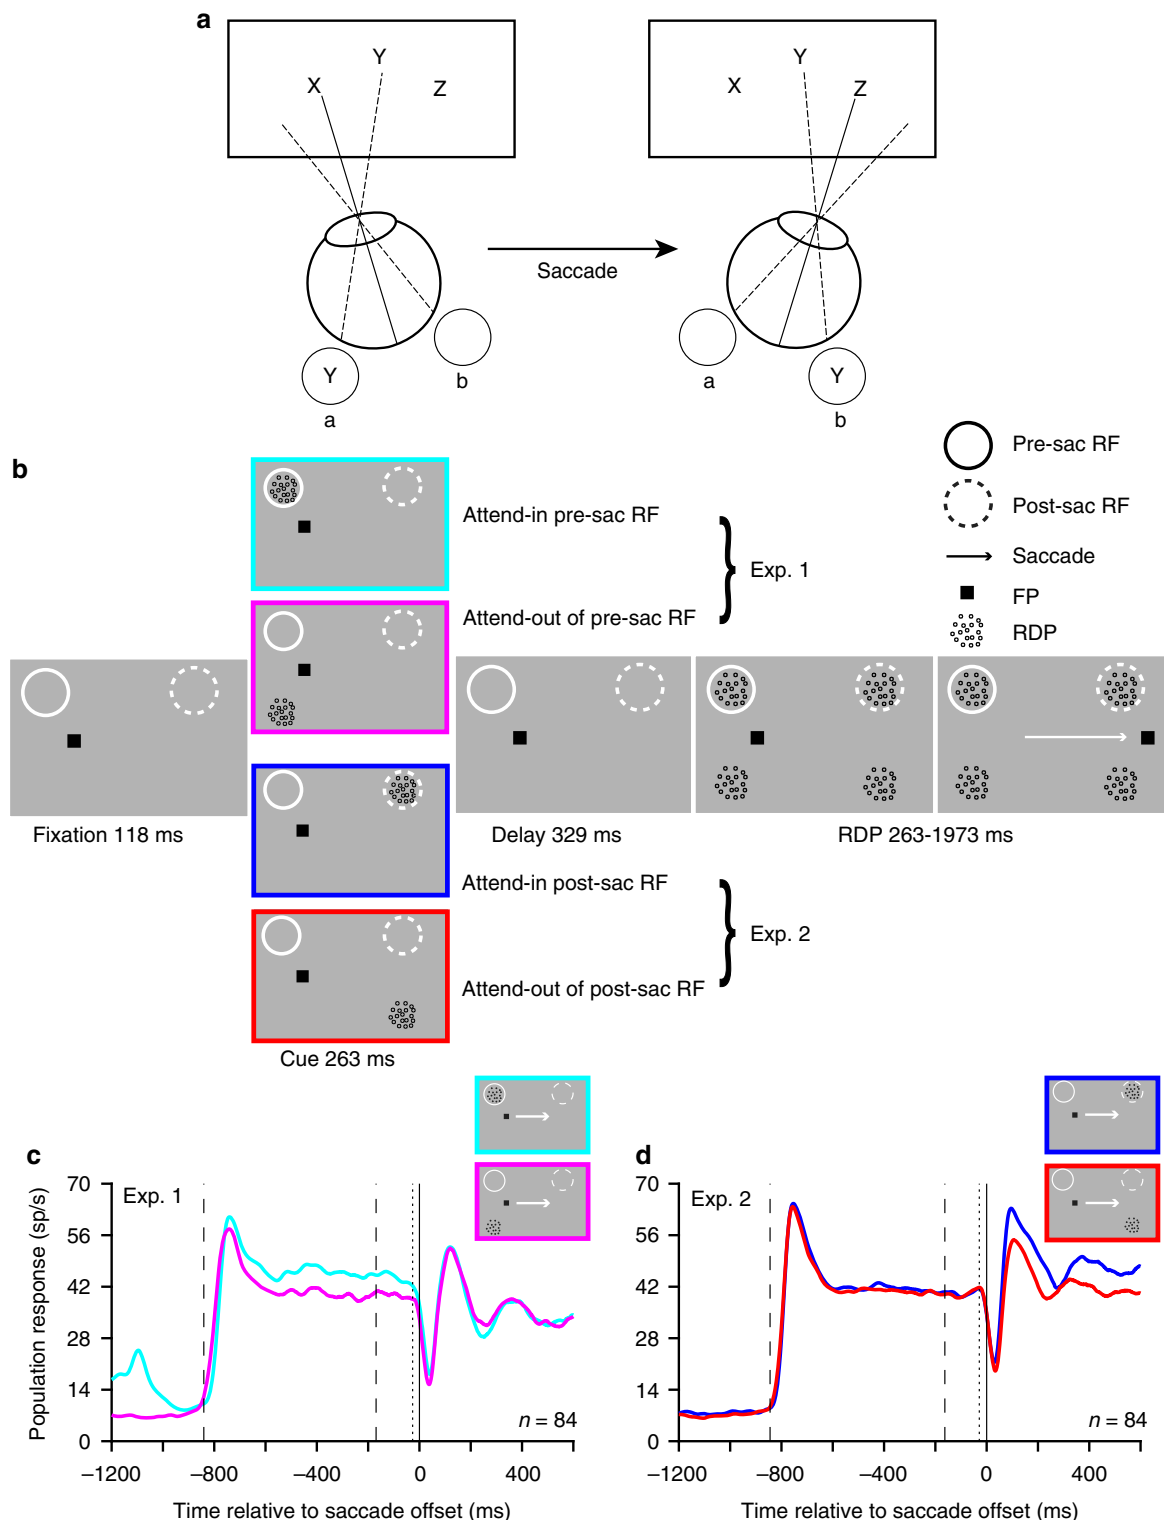 a
Y
X
Z
Y
X
Z
Saccade
Y
a
b
a
Y
b
b
Pre-sac RF
Post-sac RF
Saccade
FP
RDP
Attend-in pre-sac RF
Exp. 1
Attend-out of pre-sac RF
Fixation 118 ms
Delay 329 ms
RDP 263-1973 ms
Attend-in post-sac RF
Exp. 2
Attend-out of post-sac RF
Cue 263 ms
c
Exp. 1
Population response (sp/s)
70
56
42
28
14
0
n = 84
–1200
–800
–400
0
400
Time relative to saccade offset (ms)
d
Exp. 2
70
56
42
28
14
0
n = 84
–1200
–800
–400
0
400
Time relative to saccade offset (ms)